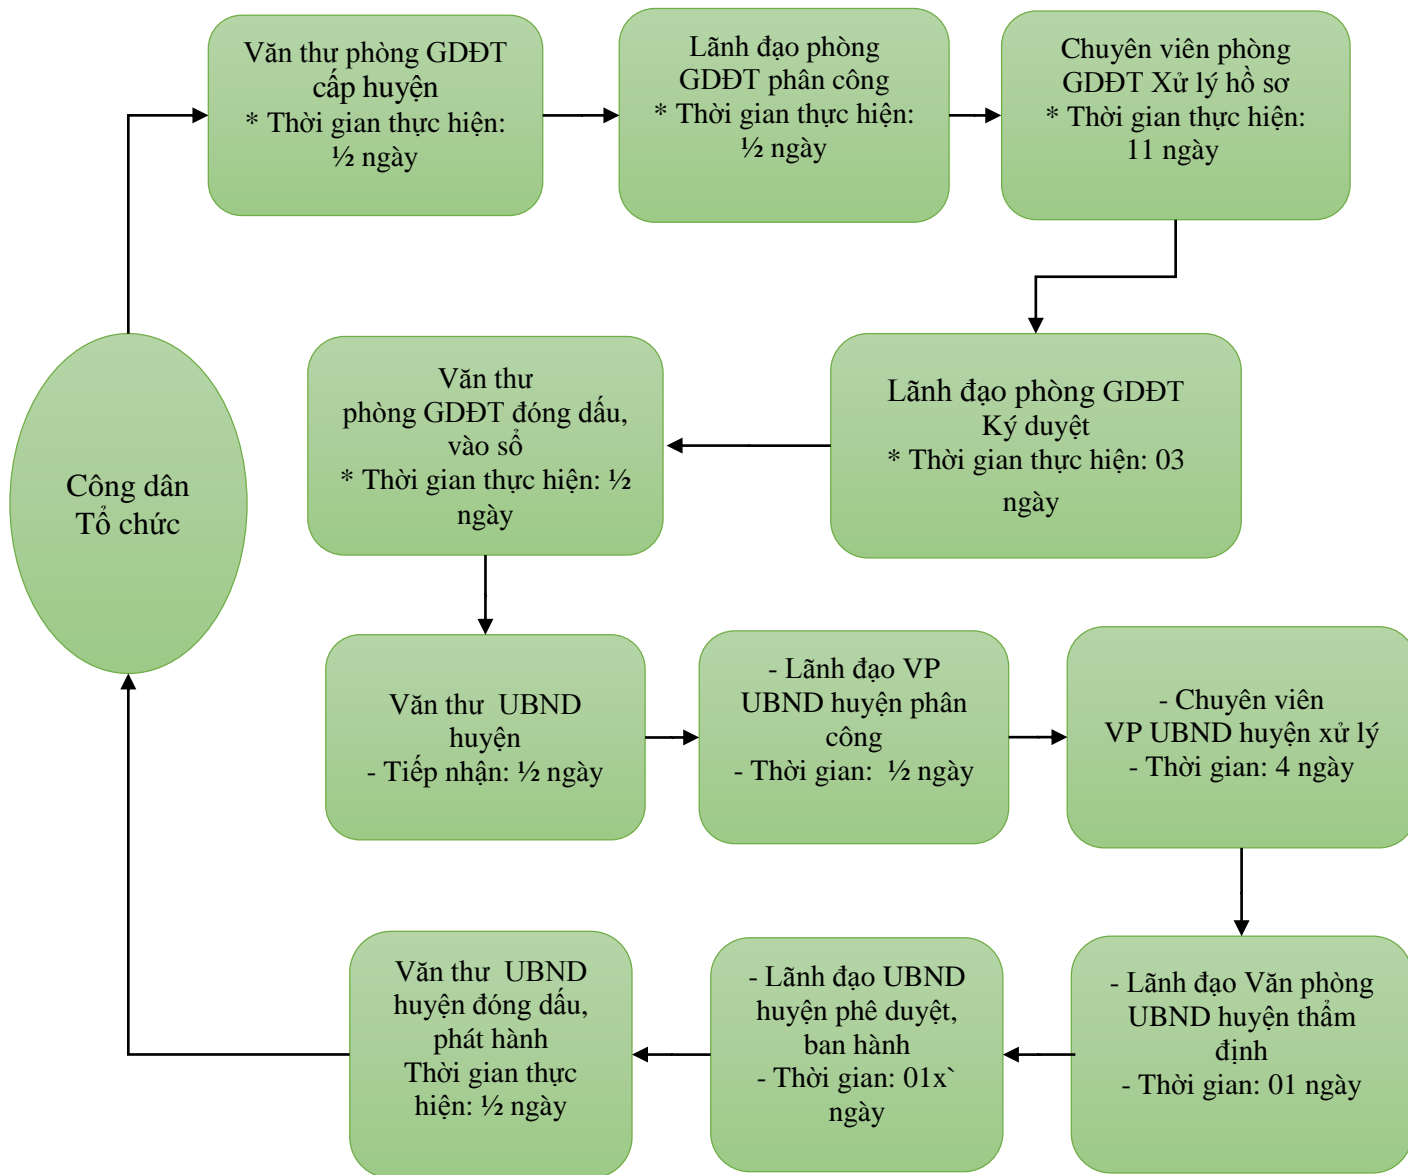 Văn thư phòng GDĐT
cấp huyện
* Thời gian thực hiện:
½ ngày
Lãnh đạo phòng
GDĐT phân công
* Thời gian thực hiện:
½ ngày
Chuyên viên phòng
GDĐT Xử lý hồ sơ
* Thời gian thực hiện:
11 ngày
Lãnh đạo phòng GDĐT
Ký duyệt
* Thời gian thực hiện: 03
ngày
Văn thư
phòng GDĐT đóng dấu,
vào sổ
* Thời gian thực hiện: ½
ngày
Công dân
Tổ chức
Văn thư  UBND
huyện
- Tiếp nhận: ½ ngày
- Lãnh đạo VP
UBND huyện phân
công
- Thời gian:  ½ ngày
- Chuyên viên
VP UBND huyện xử lý
- Thời gian: 4 ngày
- Lãnh đạo Văn phòng
UBND huyện thẩm
định
- Thời gian: 01 ngày
- Lãnh đạo UBND
huyện phê duyệt,
ban hành
- Thời gian: 01x`
ngày
Văn thư  UBND
huyện đóng dấu,
phát hành
Thời gian thực
hiện: ½ ngày